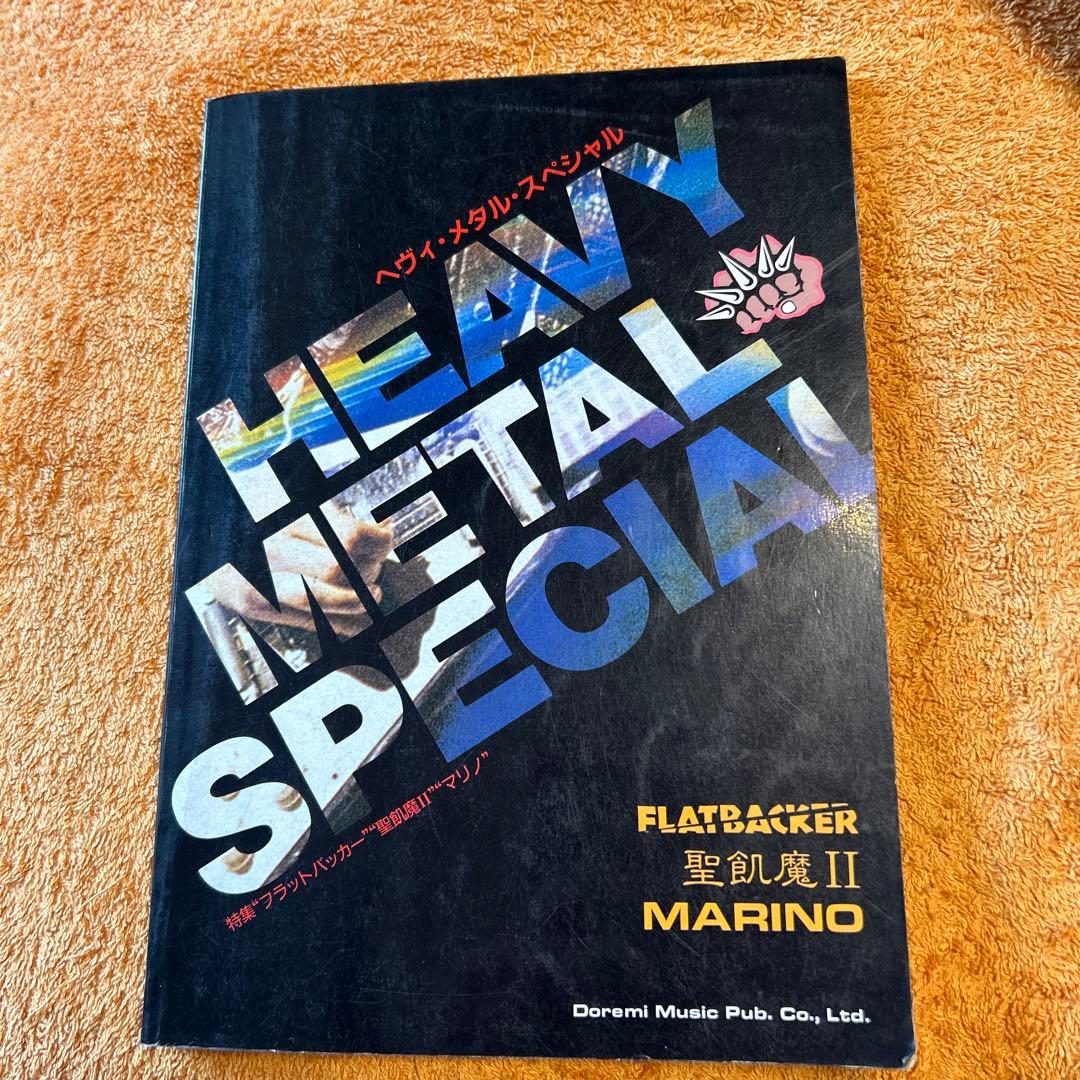 ヘヴィ・メタル・スペシャル
HEAVY
METAL
SPECIAL
特集“フラットバッカー”“聖飢魔II”“マリノ”
FLATBACKER
聖飢魔II
MARINO
Doremi Music Pub. Co., Ltd.